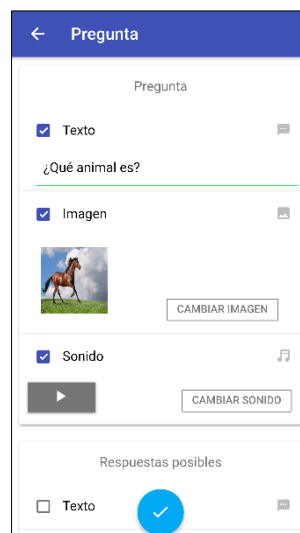 Pregunta
Pregunta
Texto
¿Qué animal es?
Imagen
CAMBIAR IMAGEN
Sonido
CAMBIAR SONIDO
Respuestas posibles
Texto